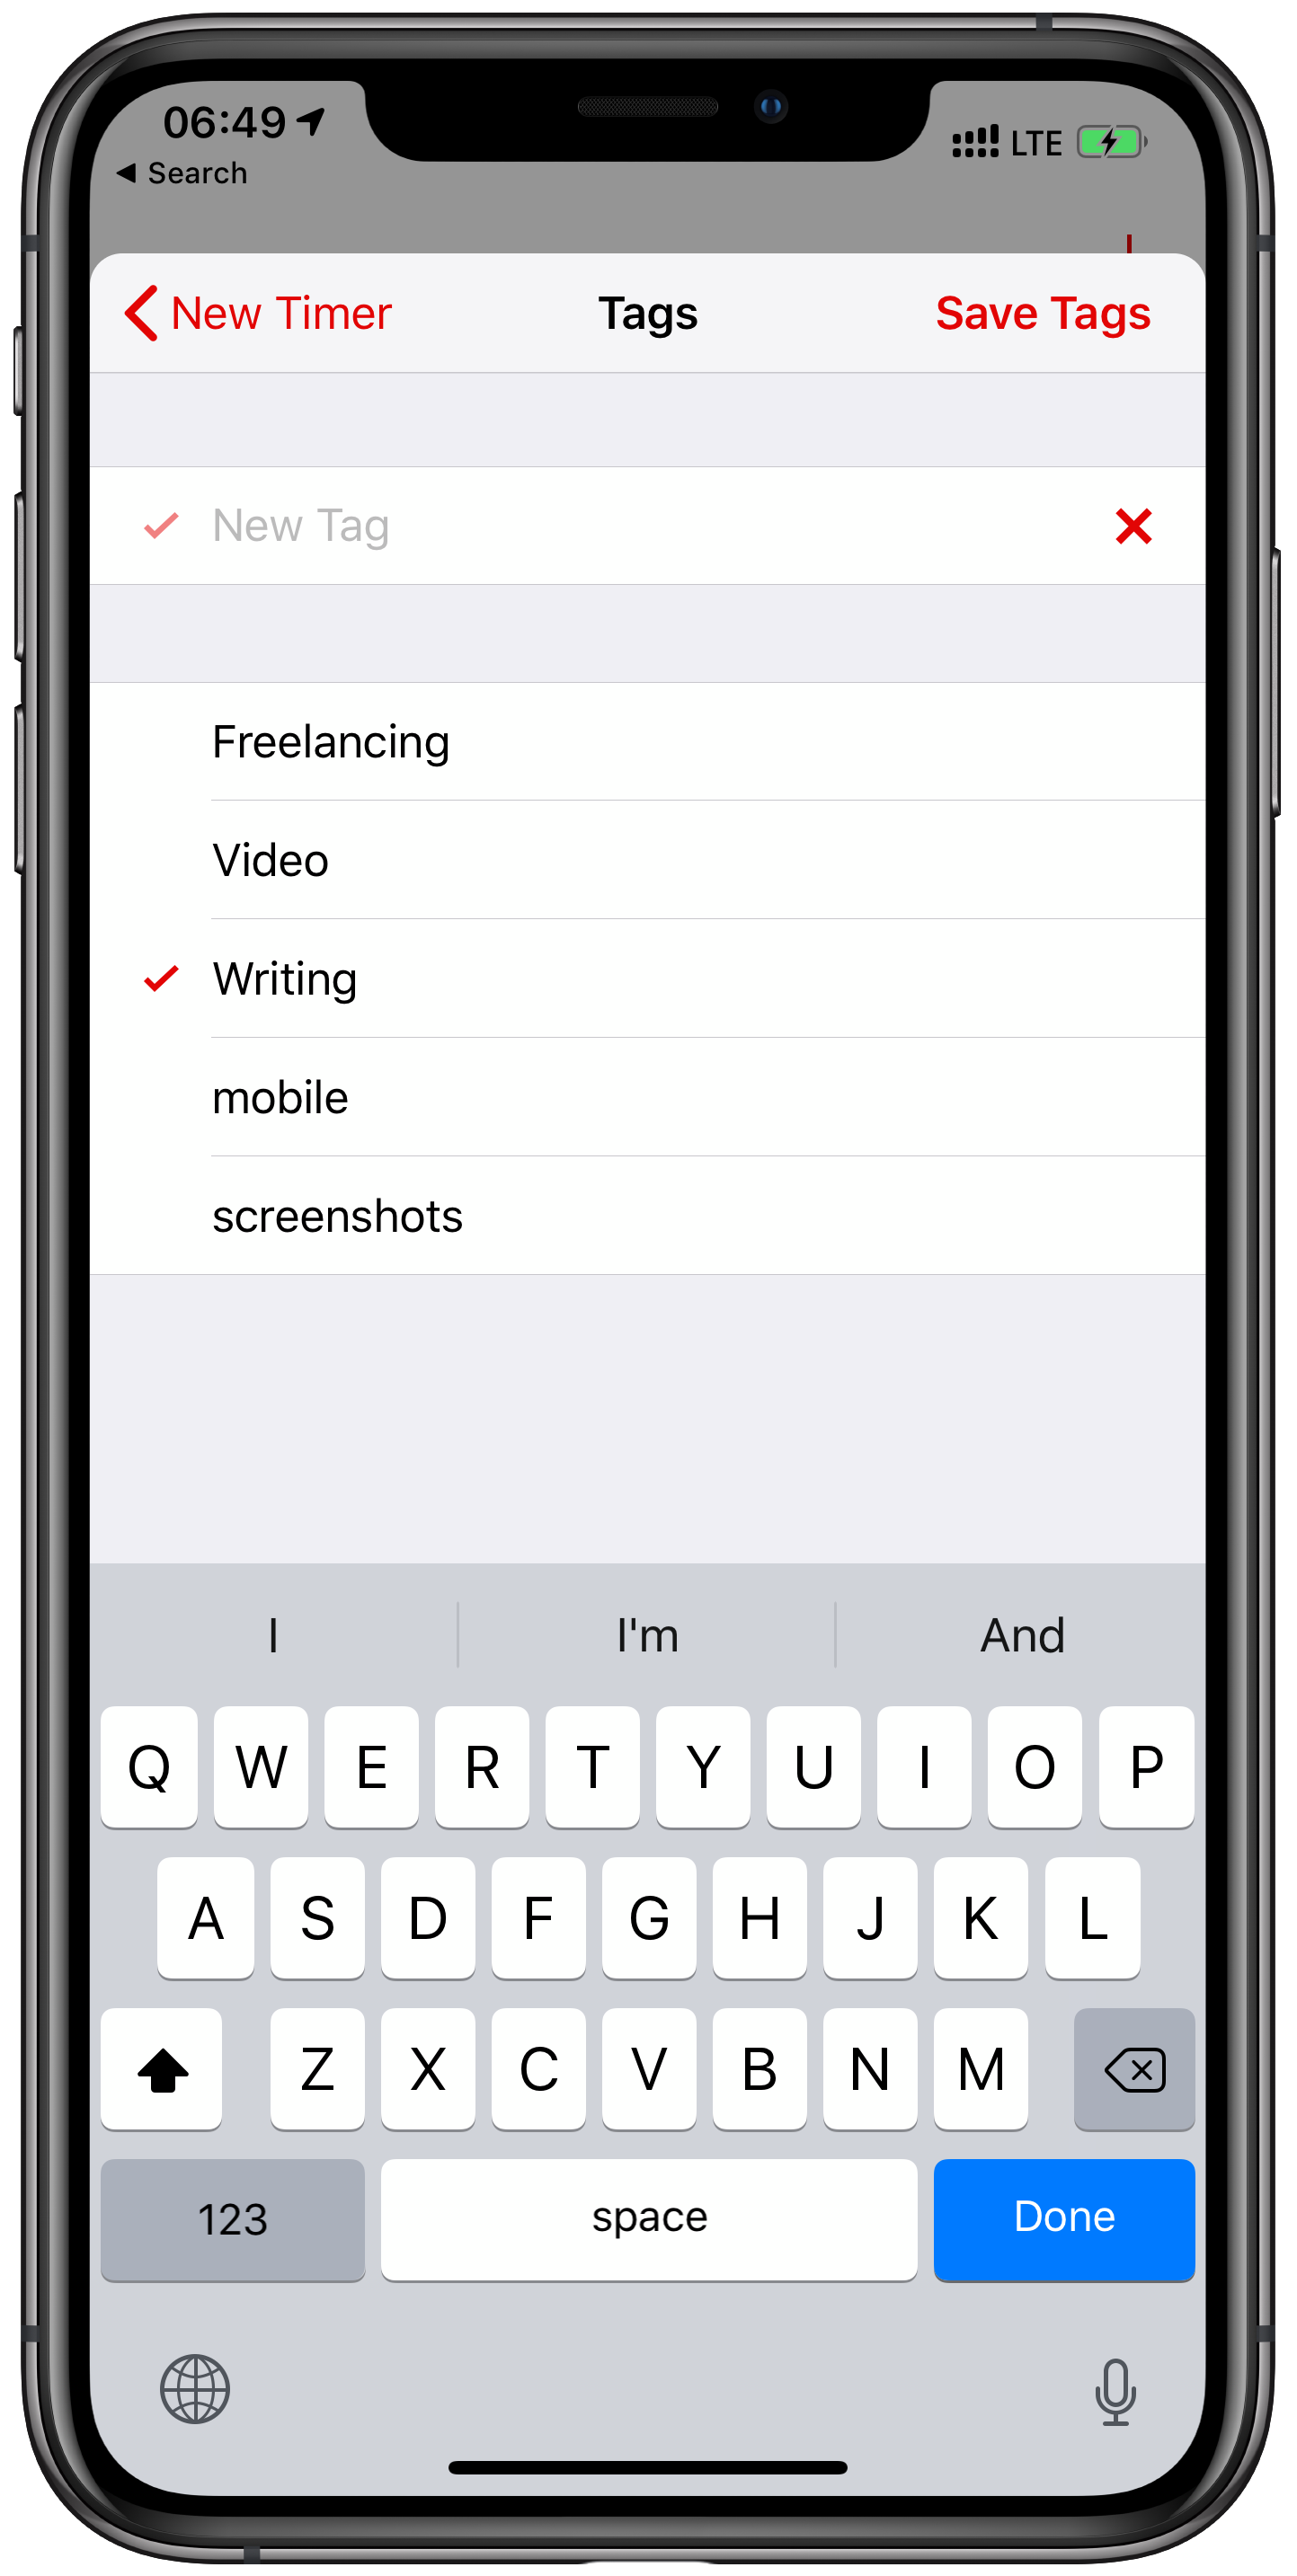 06:49 LTE
◀ Search
New Timer Tags Save Tags
New Tag
Freelancing
Video
Writing
mobile
screenshots
I I'm And
Q W E R T Y U I O P
A S D F G H J K L
Z X C V B N M
123 space Done